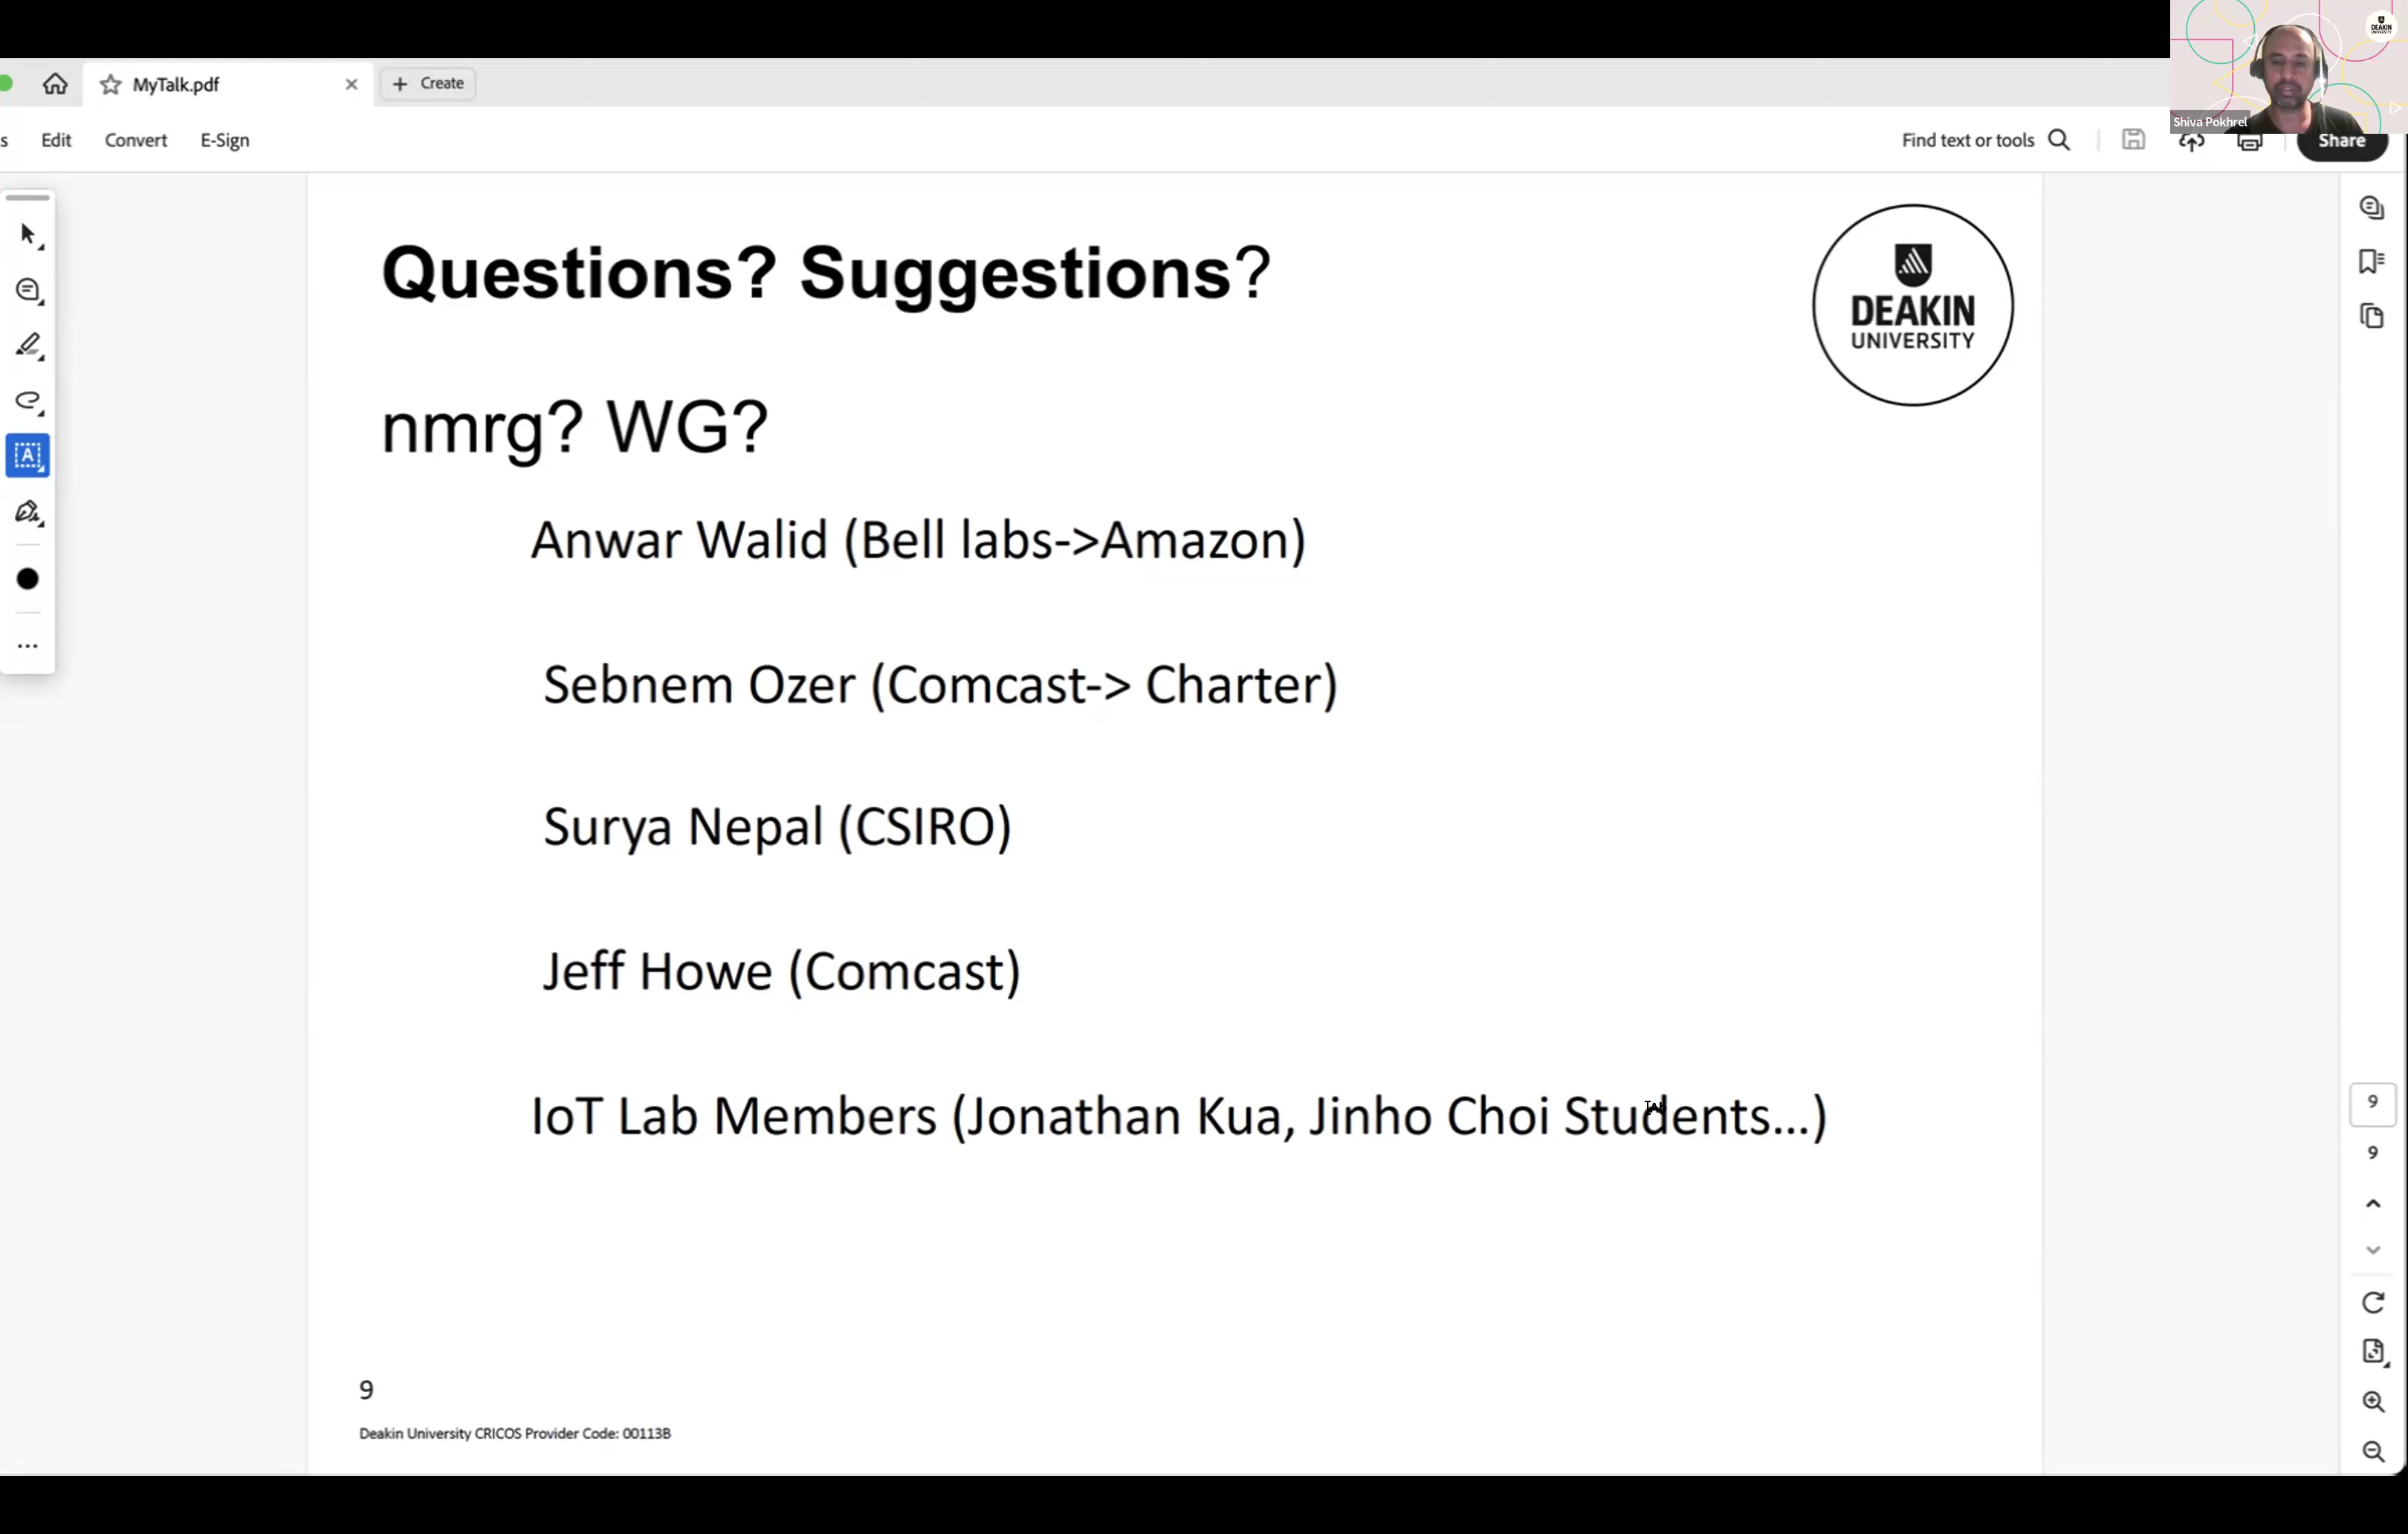 DEAKIN
UNIVERSITY
Shiva Pokhrel
MyTalk.pdf
Create
s Edit Convert E-Sign
Find text or tools
Share
Questions? Suggestions?
DEAKIN
UNIVERSITY
nmrg? WG?
Anwar Walid (Bell labs->Amazon)
Sebnem Ozer (Comcast-> Charter)
Surya Nepal (CSIRO)
Jeff Howe (Comcast)
IoT Lab Members (Jonathan Kua, Jinho Choi Students...)
9
9
9
Deakin University CRICOS Provider Code: 00113B